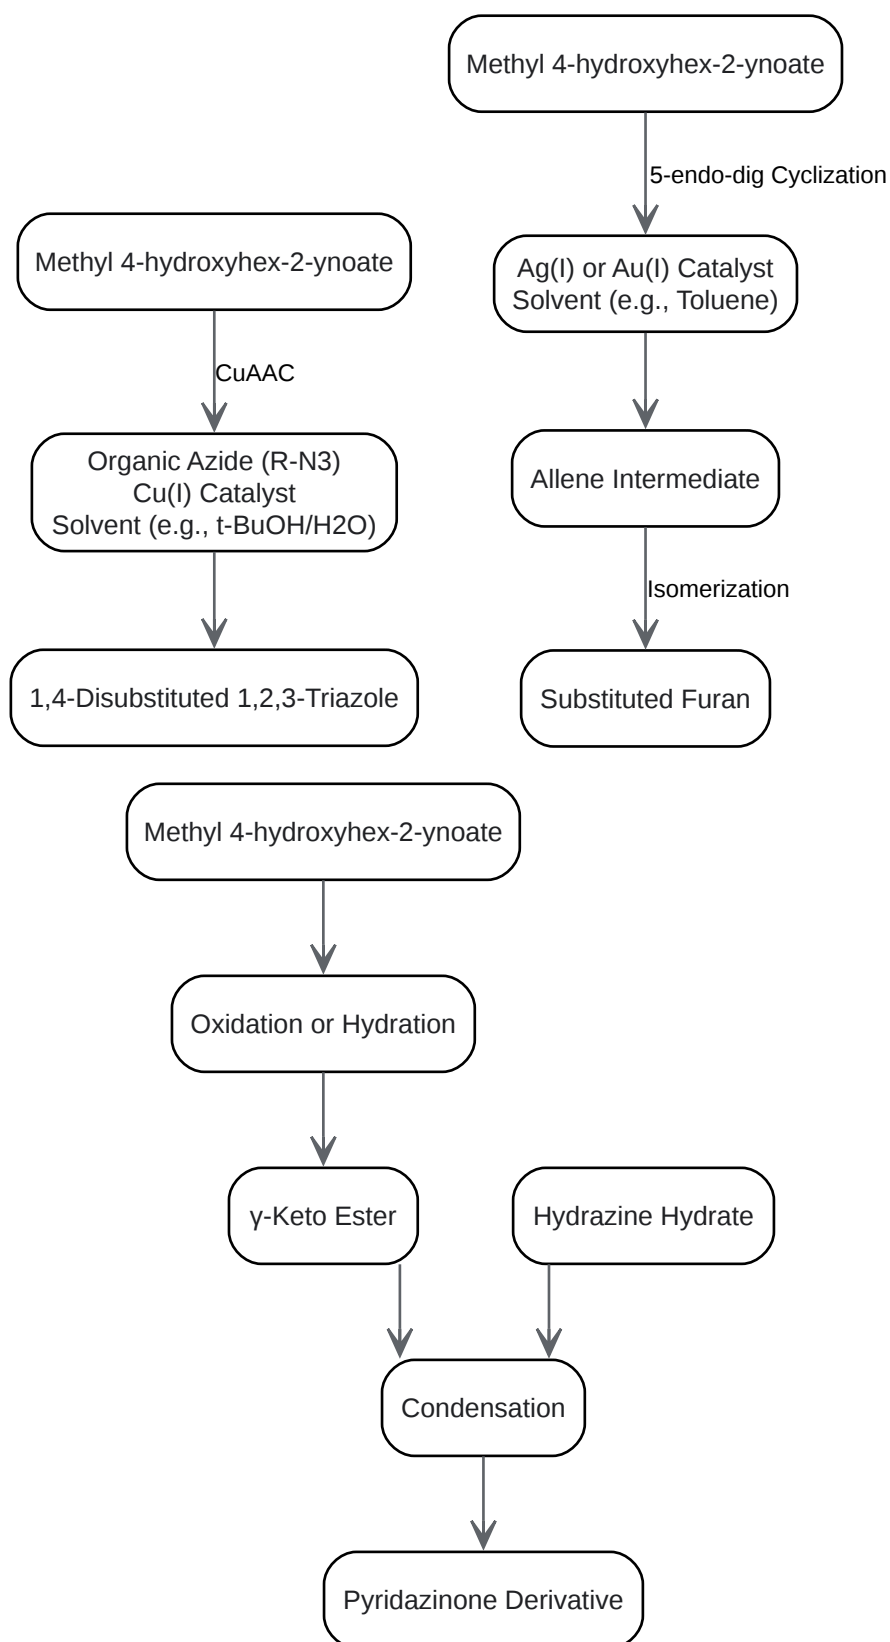 Methyl 4-hydroxyhex-2-ynoate
5-endo-dig Cyclization
Ag(I) or Au(I) Catalyst
Solvent (e.g., Toluene)
Allene Intermediate
Isomerization
Substituted Furan
Methyl 4-hydroxyhex-2-ynoate
CuAAC
Organic Azide (R-N3)
Cu(I) Catalyst
Solvent (e.g., t-BuOH/H2O)
1,4-Disubstituted 1,2,3-Triazole
Methyl 4-hydroxyhex-2-ynoate
Oxidation or Hydration
γ-Keto Ester
Hydrazine Hydrate
Condensation
Pyridazinone Derivative